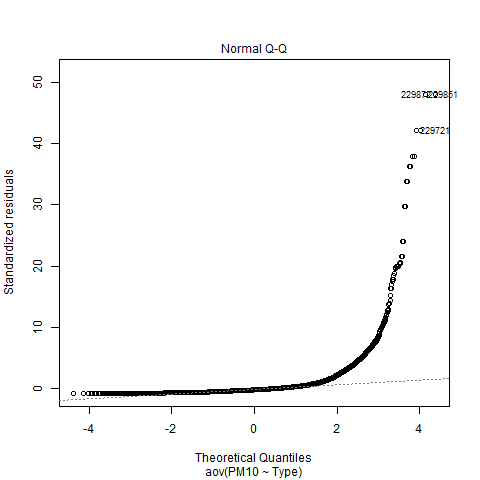 Normal Q-Q
50
40
30
20
10
0
Standardized residuals
229851
229721
-4 -2 0 2 4
Theoretical Quantiles
aov(PM10 ~ Type)